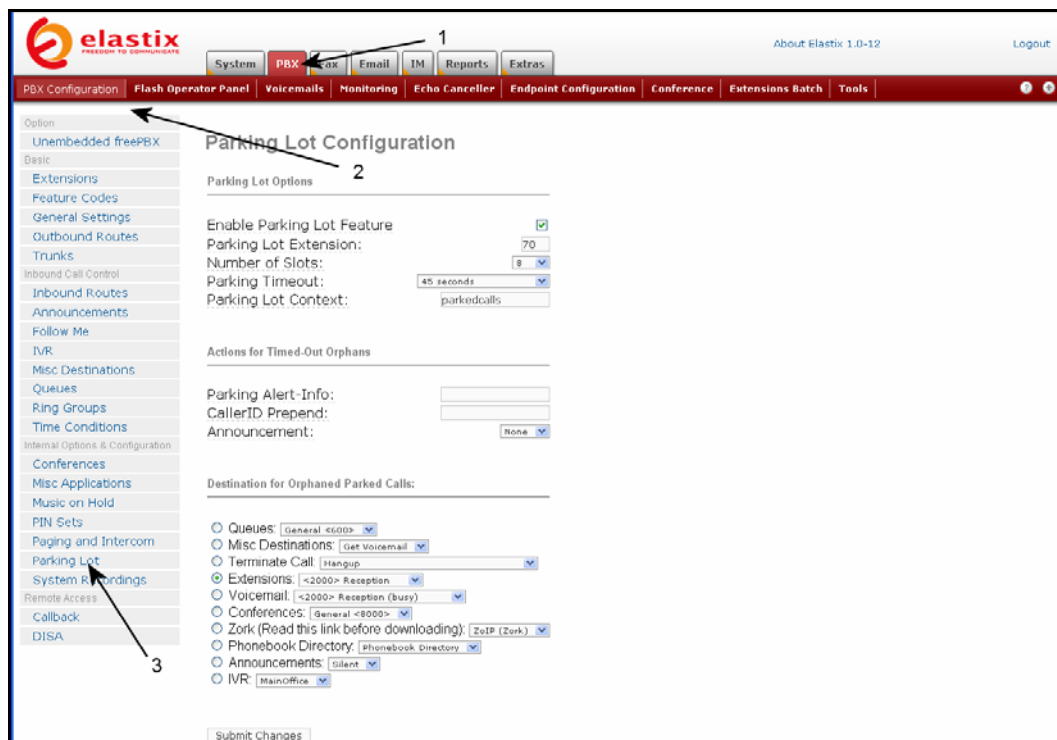 elastix
FREEDOM TO COMMUNICATE
1
About Elastix 1.0-12
Logout
System PBX Fax Email IM Reports Extras
PBX Configuration Flash Operator Panel Voicemails Monitoring Echo Canceller Endpoint Configuration Conference Extensions Batch Tools
2
Option
Unembedded freePBX
Basic
Extensions
Feature Codes
General Settings
Outbound Routes
Trunks
Inbound Call Control
Inbound Routes
Announcements
Follow Me
IVR
Misc Destinations
Queues
Ring Groups
Time Conditions
Internal Options & Configuration
Conferences
Misc Applications
Music on Hold
PIN Sets
Paging and Intercom
Parking Lot
System Recordings
Remote Access
Callback
DISA
3
Parking Lot Configuration
Parking Lot Options
Enable Parking Lot Feature
Parking Lot Extension: 70
Number of Slots: 8
Parking Timeout: 45 seconds
Parking Lot Context: parkedcalls
Actions for Timed-Out Orphans
Parking Alert-Info:
CallerID Prepend:
Announcement: None
Destination for Orphaned Parked Calls:
Queues: General <600>
Misc Destinations: Get Voicemail
Terminate Call: Hangup
Extensions: <2000> Reception
Voicemail: <2000> Reception (busy)
Conferences: General <8000>
Zork (Read this link before downloading): ZoIP (Zork)
Phonebook Directory: Phonebook Directory
Announcements: Silent
IVR: MainOffice
Submit Changes